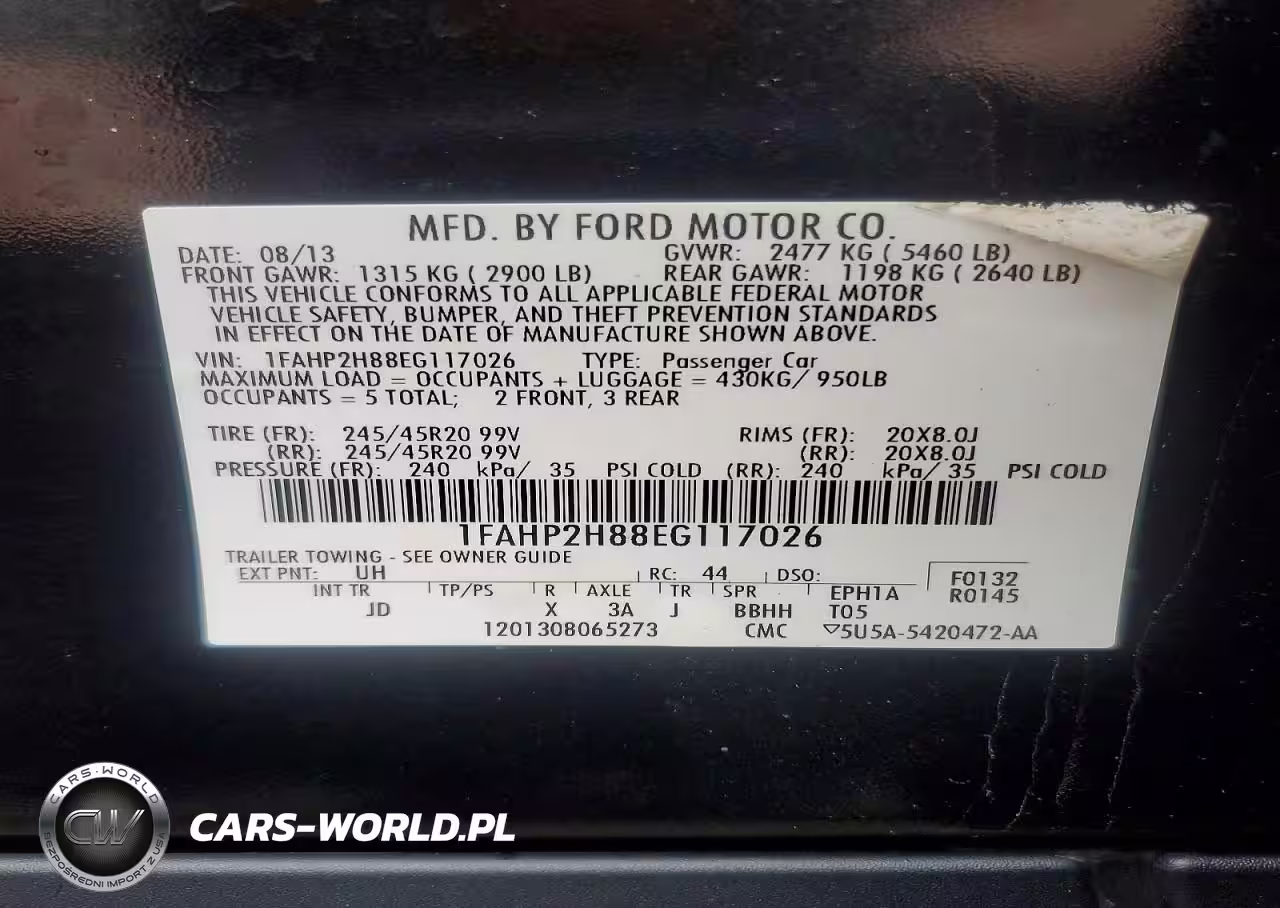 MFD. BY FORD MOTOR CO.
DATE: 08/13 GVWR: 2477 KG ( 5460 LB)
FRONT GAWR: 1315 KG ( 2900 LB) REAR GAWR: 1198 KG ( 2640 LB)
THIS VEHICLE CONFORMS TO ALL APPLICABLE FEDERAL MOTOR
VEHICLE SAFETY, BUMPER, AND THEFT PREVENTION STANDARDS
IN EFFECT ON THE DATE OF MANUFACTURE SHOWN ABOVE.
VIN: 1FAHP2H88EG117026 TYPE: Passenger Car
MAXIMUM LOAD = OCCUPANTS + LUGGAGE = 430KG/ 950LB
OCCUPANTS = 5 TOTAL; 2 FRONT, 3 REAR
TIRE (FR): 245/45R20 99V RIMS (FR): 20X8.0J
(RR): 245/45R20 99V (RR): 20X8.0J
PRESSURE (FR): 240 kPa/ 35 PSI COLD (RR): 240 kPa/ 35 PSI COLD
1FAHP2H88EG117026
TRAILER TOWING - SEE OWNER GUIDE
EXT PNT: UH RC: 44 DSO: F0132
INT TR TP/PS R AXLE TR SPR EPH1A R0145
JD X 3A J BBHH T05
1201308065273 CMC ▽5U5A-5420472-AA
CARS-WORLD
CW
BEZPOŚREDNI IMPORT Z USA
CARS-WORLD.PL